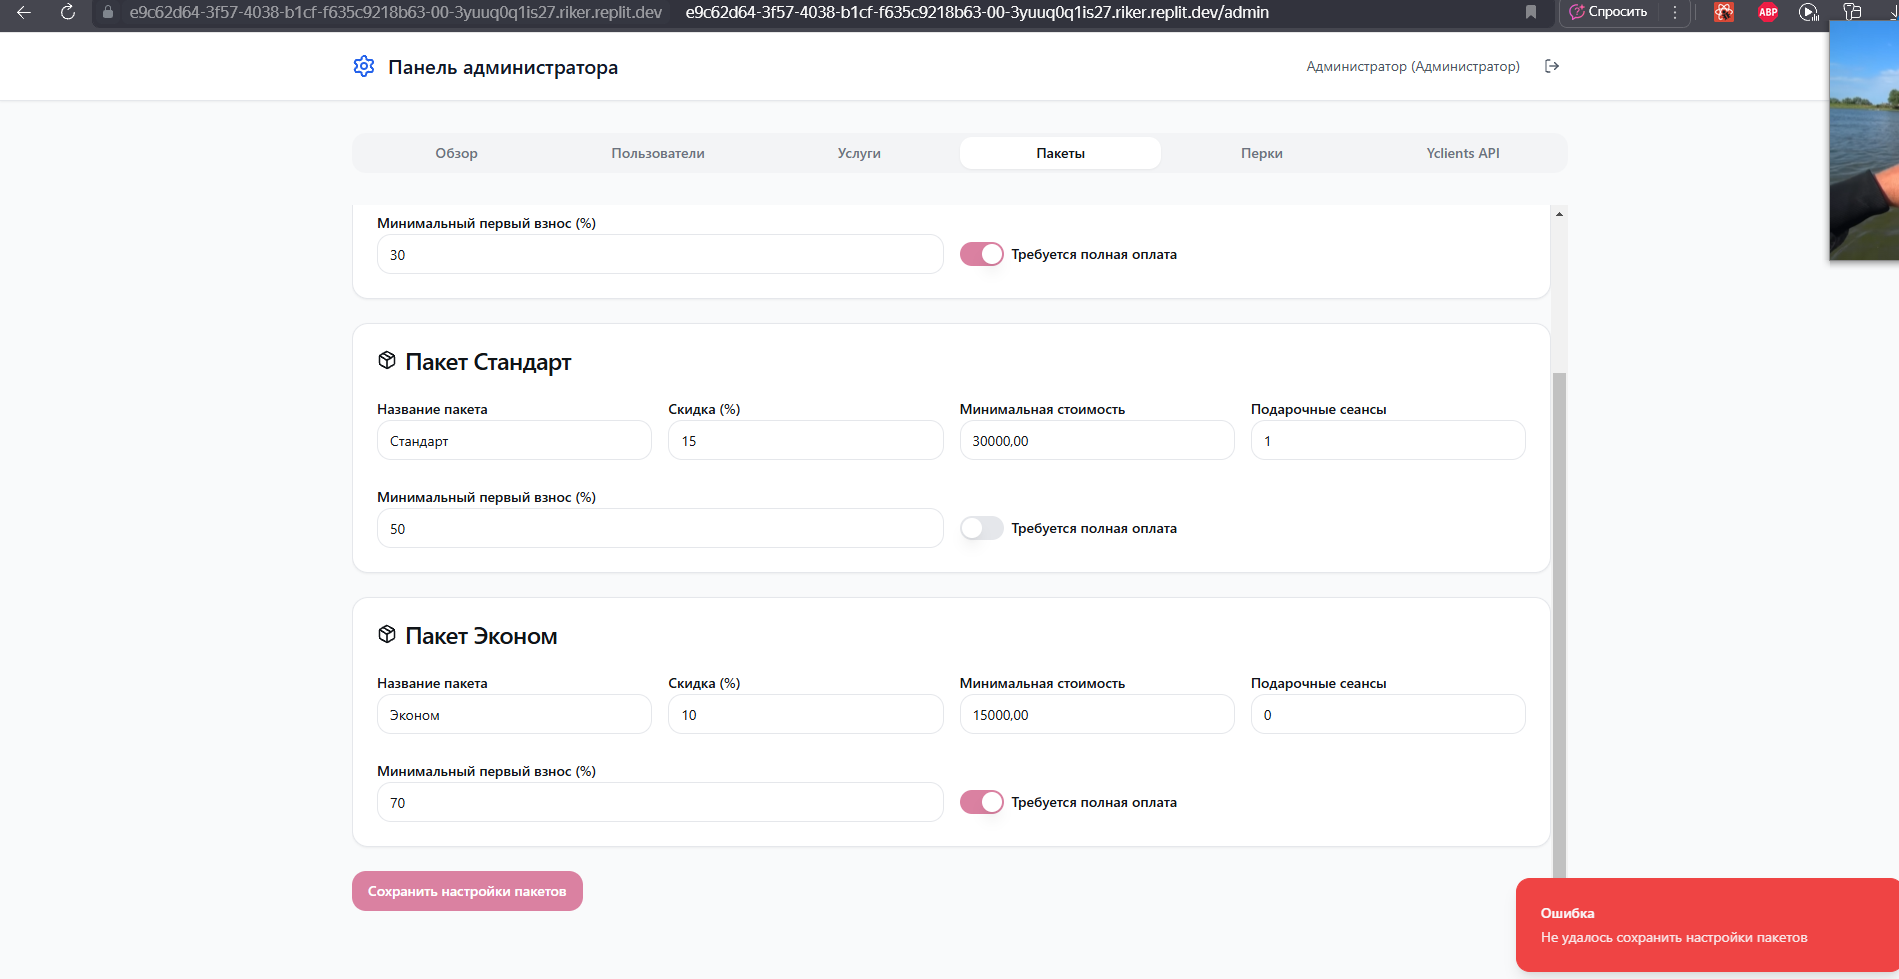 e9c62d64-3f57-4038-b1cf-f635c9218b63-00-3yuuq0q1is27.riker.replit.dev e9c62d64-3f57-4038-b1cf-f635c9218b63-00-3yuuq0q1is27.riker.replit.dev/admin Спросить ABP
Панель администратора Администратор (Администратор)
Обзор Пользователи Услуги Пакеты Перки Yclients API
Минимальный первый взнос (%)
30 Требуется полная оплата
Пакет Стандарт
Название пакета Скидка (%) Минимальная стоимость Подарочные сеансы
Стандарт 15 30000,00 1
Минимальный первый взнос (%)
50 Требуется полная оплата
Пакет Эконом
Название пакета Скидка (%) Минимальная стоимость Подарочные сеансы
Эконом 10 15000,00 0
Минимальный первый взнос (%)
70 Требуется полная оплата
Сохранить настройки пакетов
Ошибка
Не удалось сохранить настройки пакетов